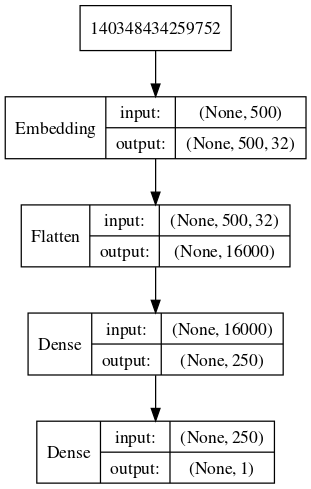 140348434259752
Embedding
input: (None, 500)
output: (None, 500, 32)
Flatten
input: (None, 500, 32)
output: (None, 16000)
Dense
input: (None, 16000)
output: (None, 250)
Dense
input: (None, 250)
output: (None, 1)